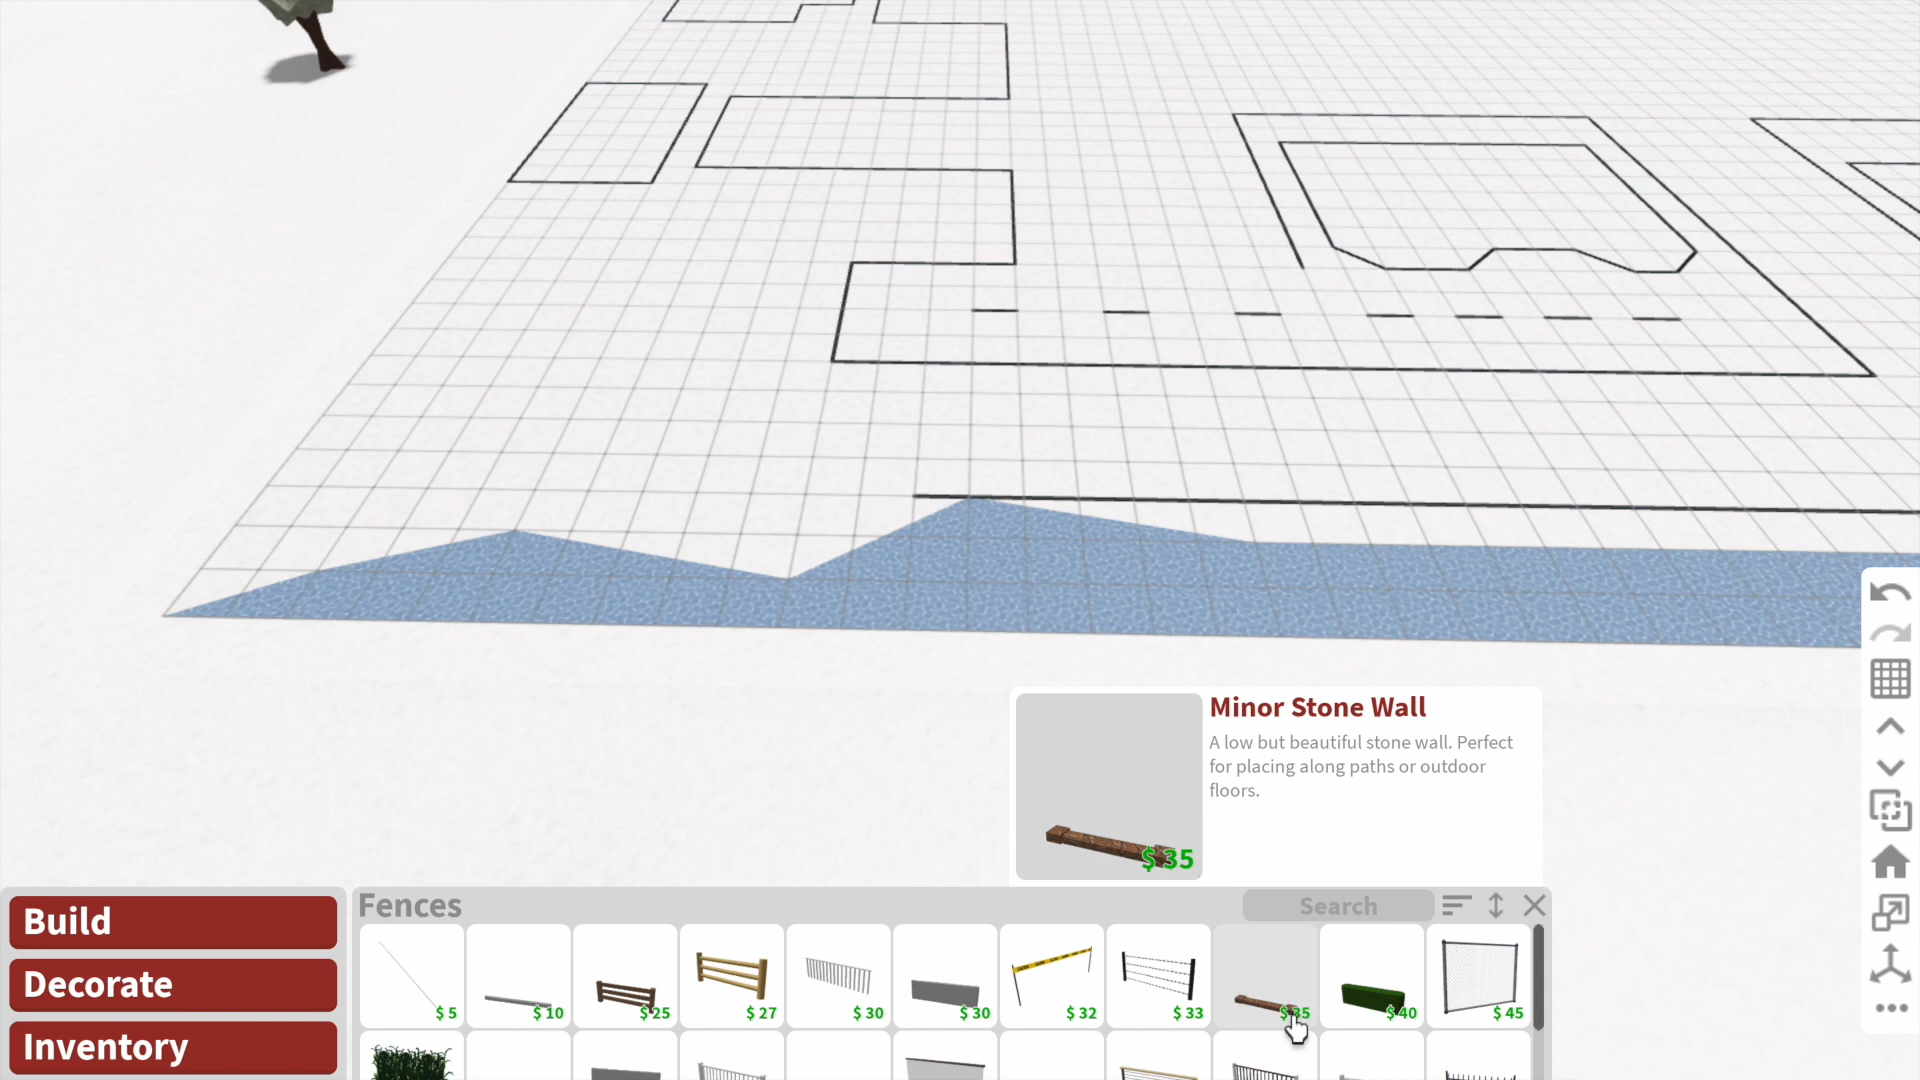 Minor Stone Wall
A low but beautiful stone wall. Perfect
for placing along paths or outdoor
floors.
$ 35
Build
Decorate
Inventory
Fences
Search
$ 5
$ 10
$ 25
$ 27
$ 30
$ 30
$ 32
$ 33
$ 35
$ 40
$ 45